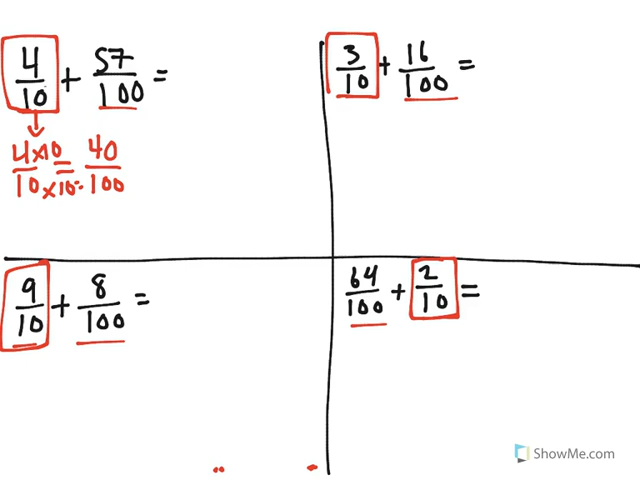 4/10 + 57/100 =
4×10/10×10 = 40/100
3/10 + 16/100 =
9/10 + 8/100 =
64/100 + 2/10 =
ShowMe.com